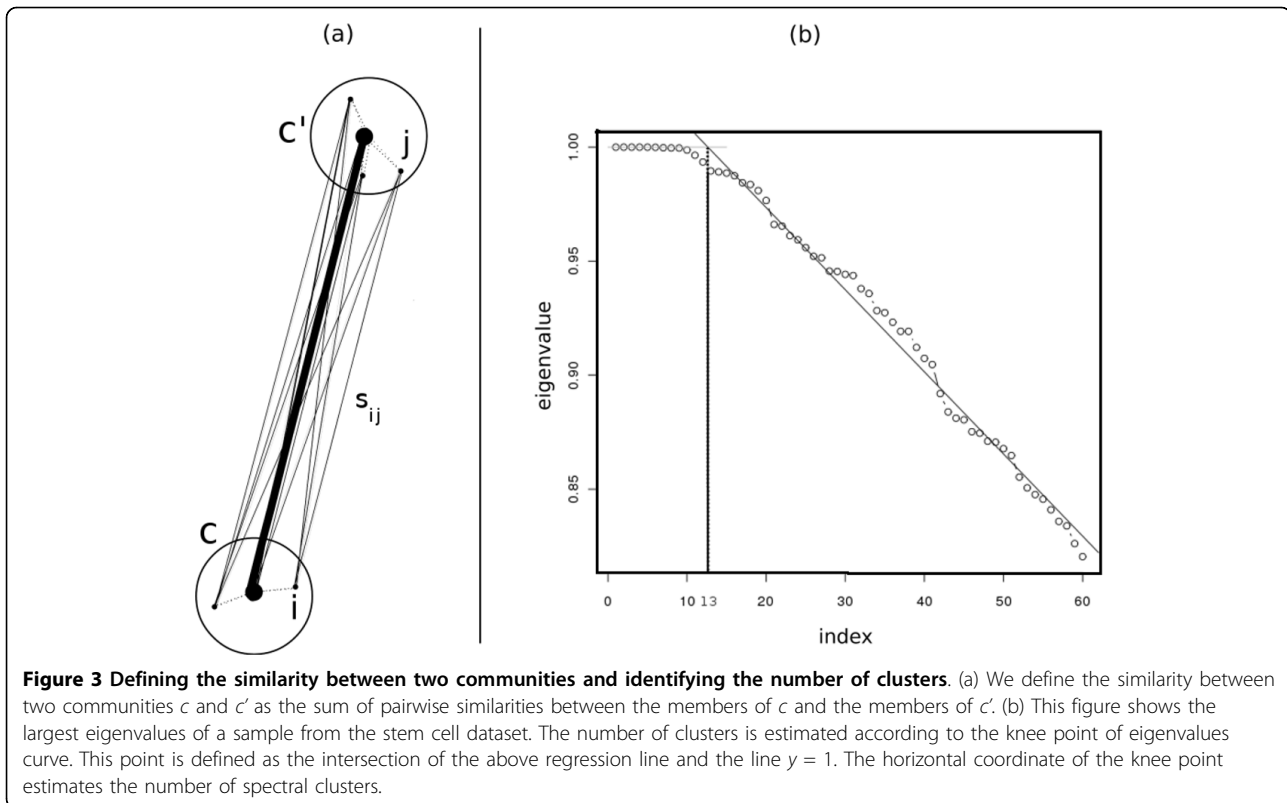 (a)
(b)
c'
j
s_ij
c
i
1.00
0.95
0.90
0.85
eigenvalue
0 10 13 20 30 40 50 60
index
Figure 3 Defining the similarity between two communities and identifying the number of clusters. (a) We define the similarity between
two communities c and c′ as the sum of pairwise similarities between the members of c and the members of c′. (b) This figure shows the
largest eigenvalues of a sample from the stem cell dataset. The number of clusters is estimated according to the knee point of eigenvalues
curve. This point is defined as the intersection of the above regression line and the line y = 1. The horizontal coordinate of the knee point
estimates the number of spectral clusters.